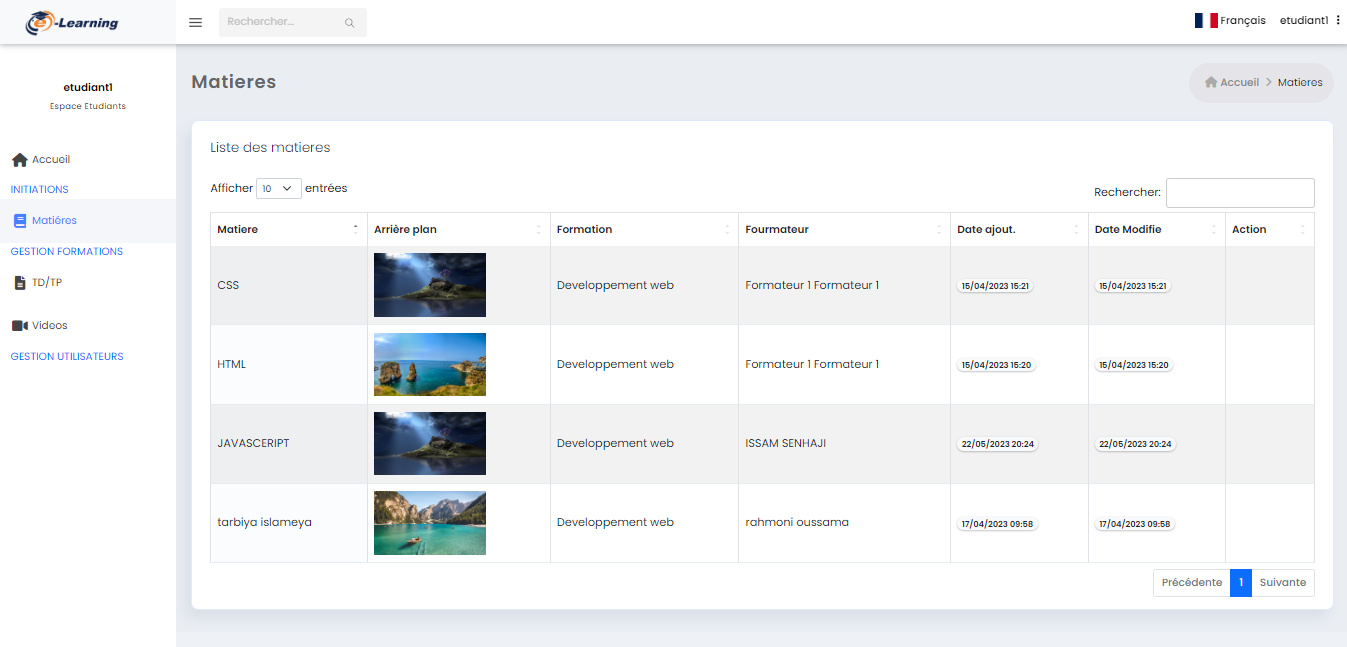 e-Learning
Rechercher...
Français
etudiant1
etudiant1
Espace Etudiants
Accueil
INITIATIONS
Matiéres
GESTION FORMATIONS
TD/TP
Videos
GESTION UTILISATEURS
Matieres
Accueil > Matieres
Liste des matieres
Afficher 10 entrées
Rechercher:
Matiere Arrière plan Formation Fourmateur Date ajout. Date Modifie Action
CSS Developpement web Formateur 1 Formateur 1 15/04/2023 15:21 15/04/2023 15:21
HTML Developpement web Formateur 1 Formateur 1 15/04/2023 15:20 15/04/2023 15:20
JAVASCERIPT Developpement web ISSAM SENHAJI 22/05/2023 20:24 22/05/2023 20:24
tarbiya islameya Developpement web rahmoni oussama 17/04/2023 09:58 17/04/2023 09:58
Précédente 1 Suivante